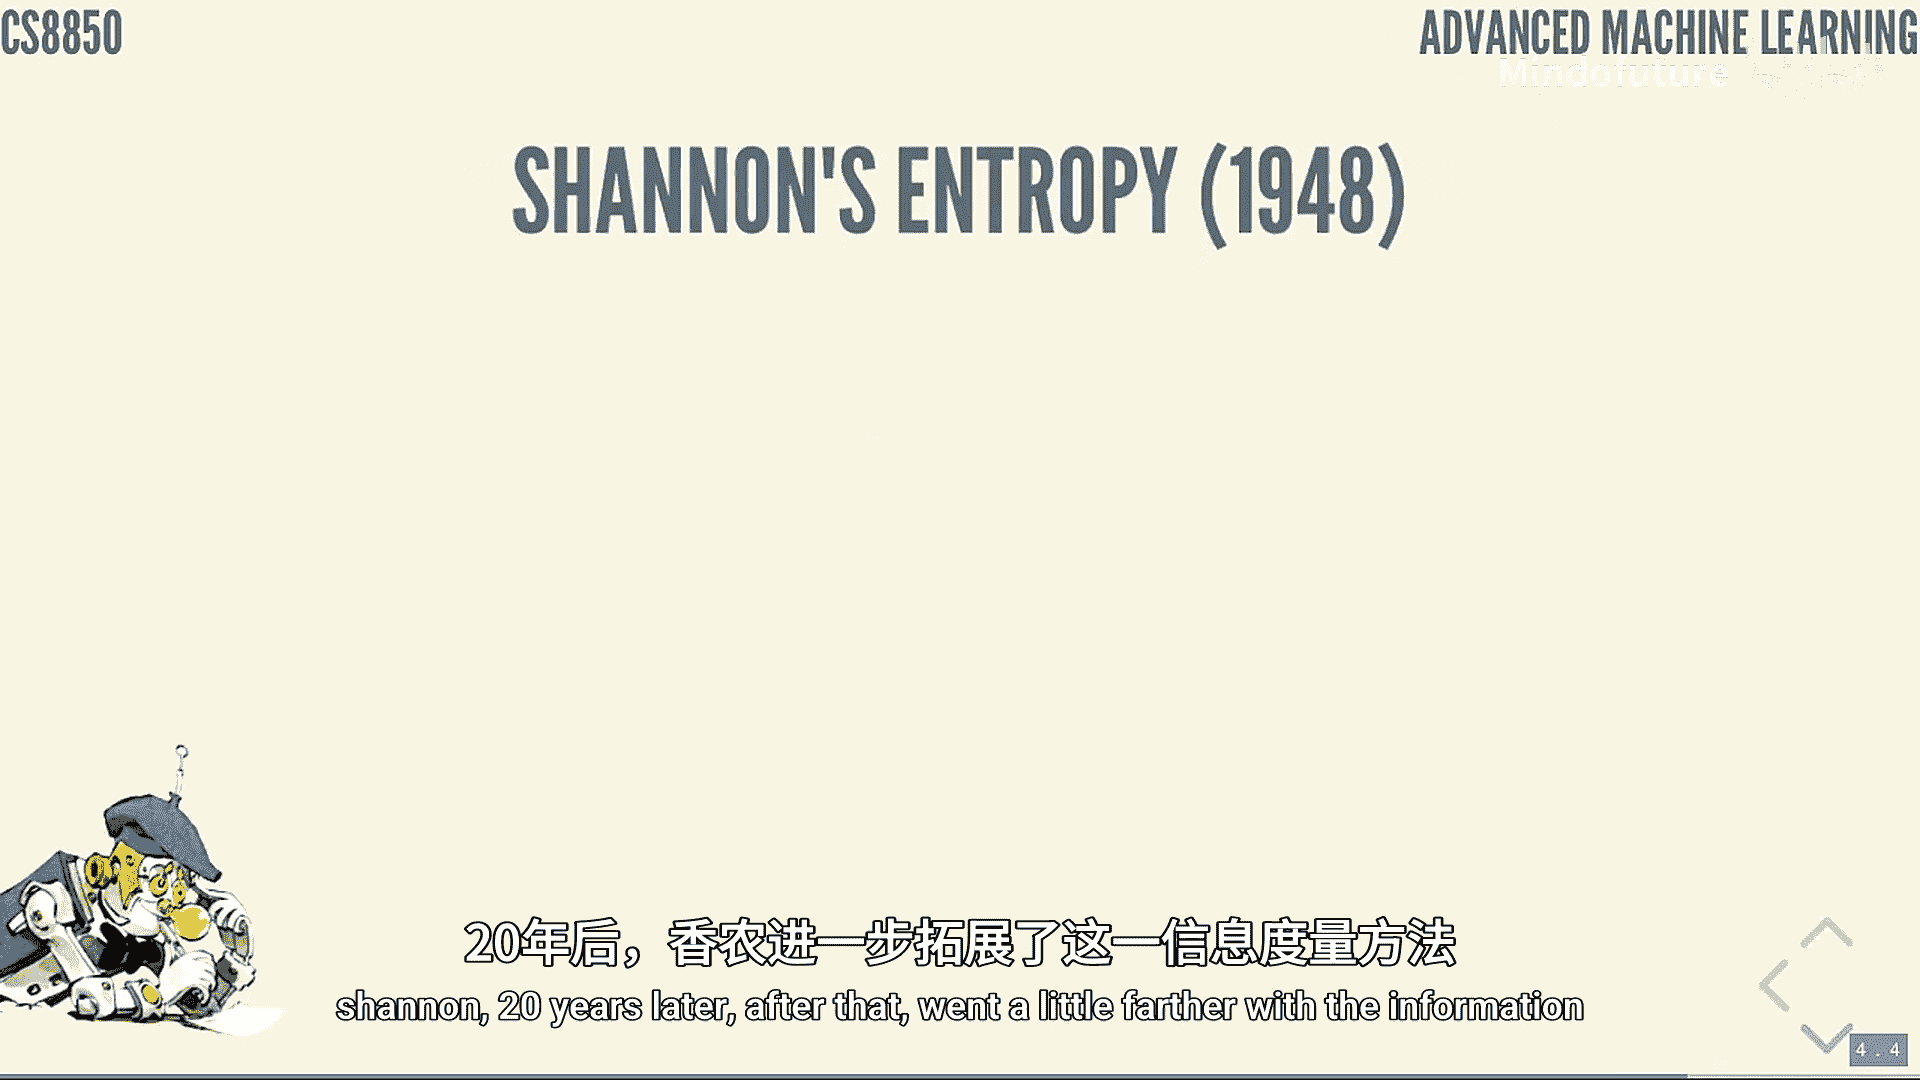 CS8850
ADVANCED MACHINE LEARNING
Mindofuture
SHANNON'S ENTROPY (1948)
20年后，香农进一步拓展了这一信息度量方法
shannon, 20 years later, after that, went a little farther with the information
4.4